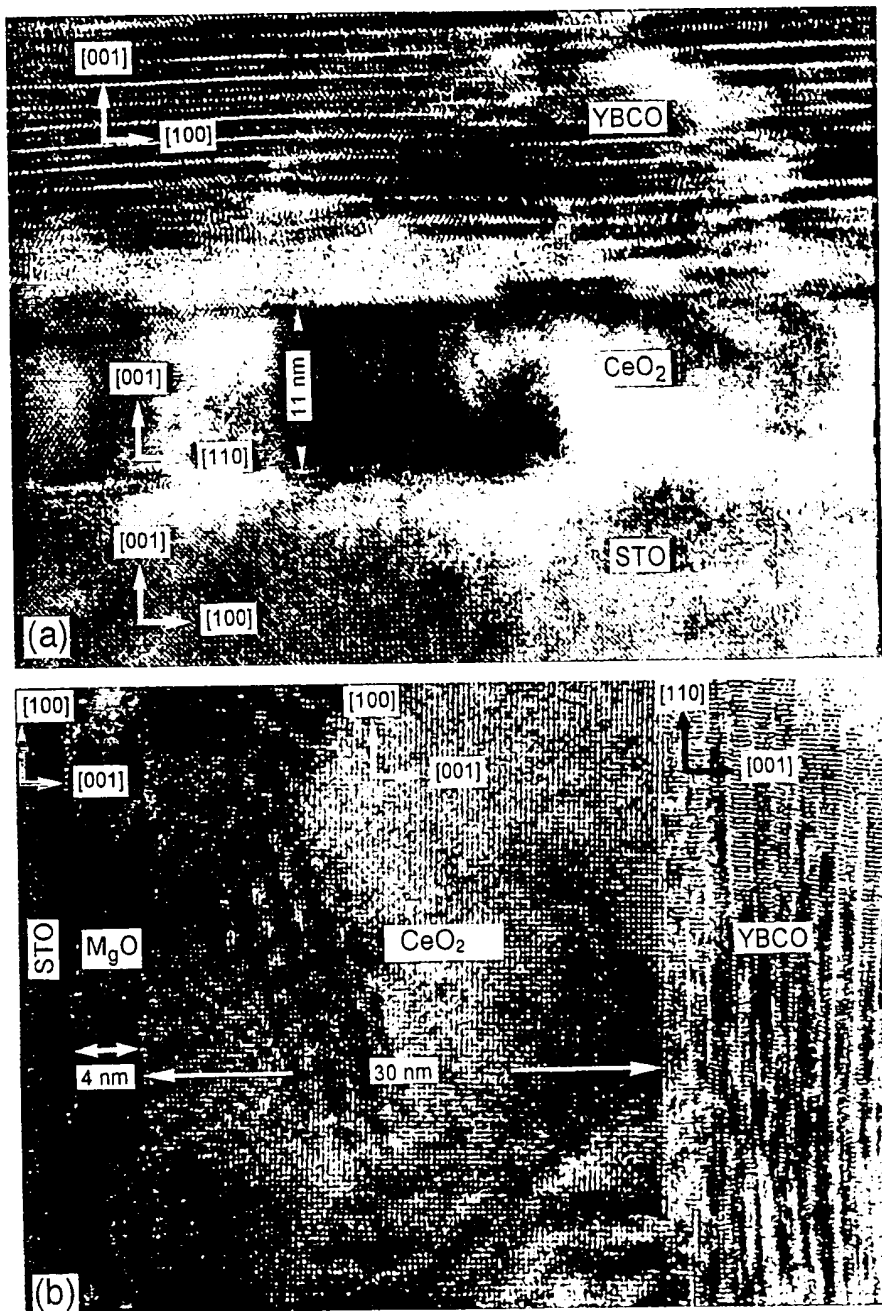 [001]
[100]
YBCO
11 nm
CeO2
[001]
[110]
[001]
STO
[100]
(a)
[100]
[001]
[100]
[001]
[110]
[001]
STO
MgO
CeO2
YBCO
4 nm
30 nm
(b)